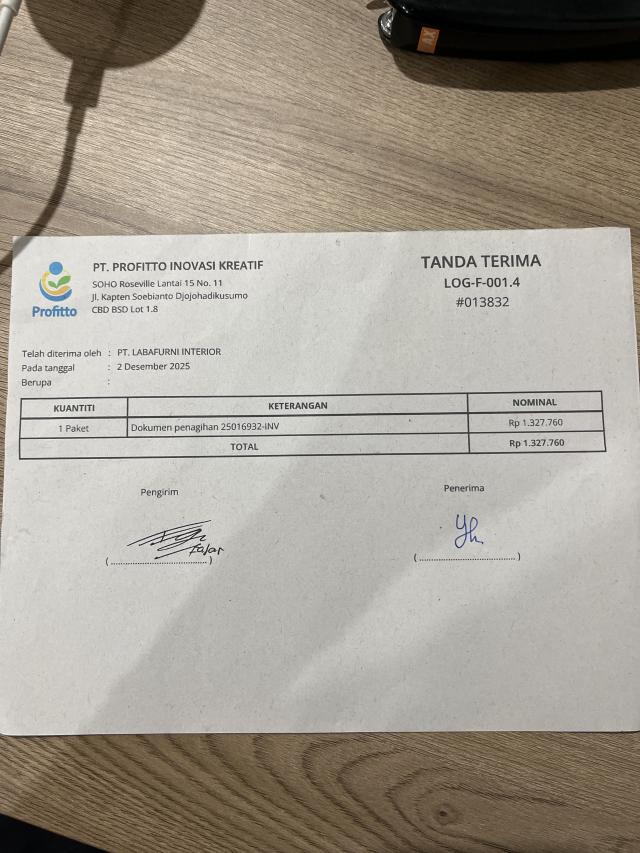 PT. PROFITTO INOVASI KREATIF
SOHO Roseville Lantai 15 No. 11
Jl. Kapten Soebianto Djojohadikusumo
CBD BSD Lot 1.8
Profitto
TANDA TERIMA
LOG-F-001.4
#013832
Telah diterima oleh : PT. LABAFURNI INTERIOR
Pada tanggal : 2 Desember 2025
Berupa :
KUANTITI KETERANGAN NOMINAL
1 Paket Dokumen penagihan 25016932-INV Rp 1.327.760
TOTAL Rp 1.327.760
Pengirim Penerima
Fajar
(....................................) (....................................)